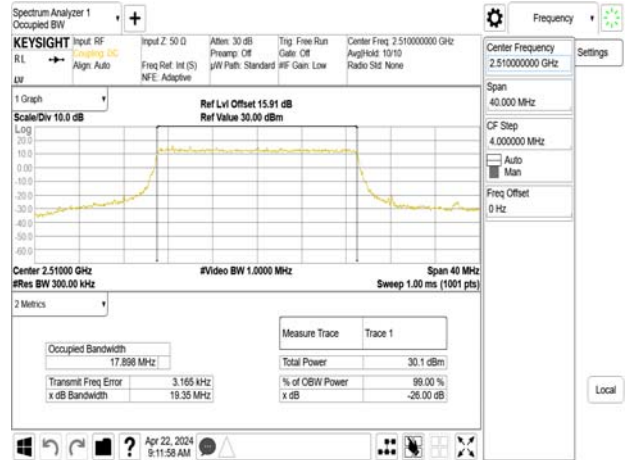 Spectrum Analyzer 1
Occupied BW
+
Frequency
KEYSIGHT
Input: RF
Input Z: 50 Ω
Atten: 30 dB
Trig: Free Run
Center Freq: 2.510000000 GHz
RL
Coupling: DC
Preamp: Off
Gate: Off
Avg|Hold: 10/10
Align: Auto
Freq Ref: Int (S)
µW Path: Standard
#IF Gain: Low
Radio Std: None
NFE: Adaptive
LXI
Center Frequency
2.510000000 GHz
Settings
Span
40.000 MHz
CF Step
4.000000 MHz
Auto
Man
Freq Offset
0 Hz
Local
1 Graph
Ref Lvl Offset 15.91 dB
Scale/Div 10.0 dB
Ref Value 30.00 dBm
Log
20.0
10.0
0.00
-10.0
-20.0
-30.0
-40.0
-50.0
-60.0
Center 2.51000 GHz
#Video BW 1.0000 MHz
Span 40 MHz
#Res BW 300.00 kHz
Sweep 1.00 ms (1001 pts)
2 Metrics
Measure Trace
Trace 1
Occupied Bandwidth
17.898 MHz
Total Power
30.1 dBm
Transmit Freq Error
3.165 kHz
% of OBW Power
99.00 %
x dB Bandwidth
19.35 MHz
x dB
-26.00 dB
?
Apr 22, 2024
9:11:58 AM